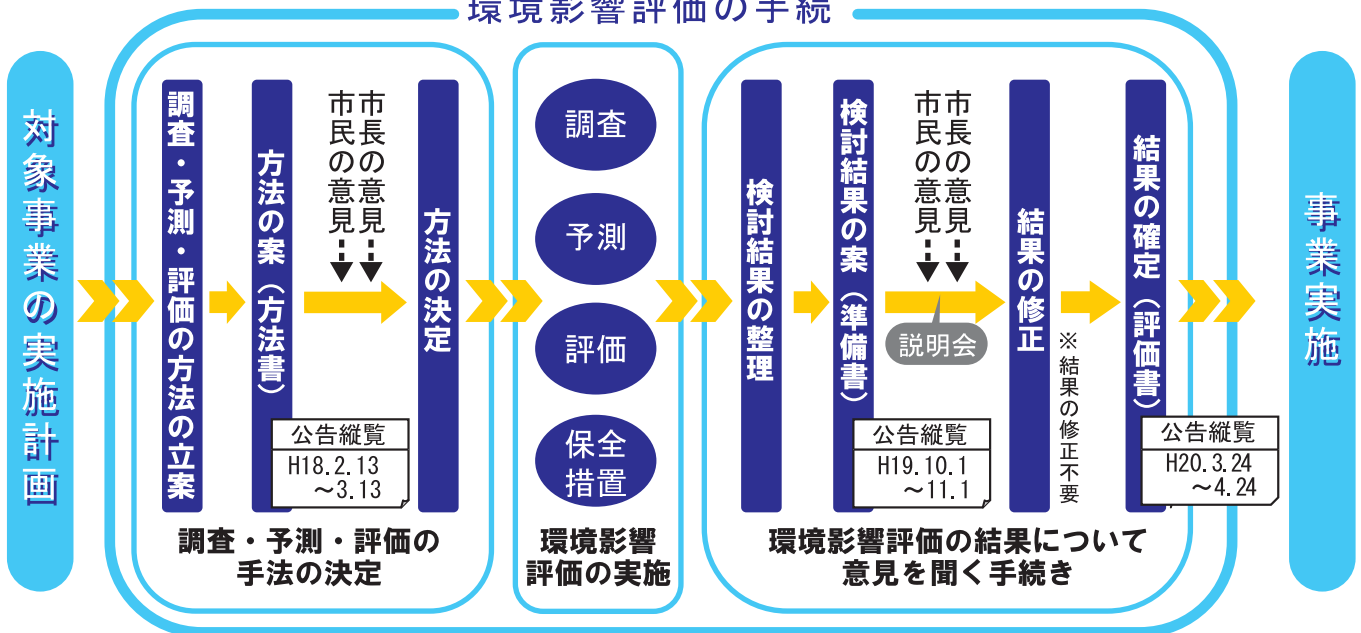 環境影響評価の手続
対象事業の実施計画
調査・予測・評価の方法の立案
方法の案（方法書）
公告縦覧
H18.2.13
～3.13
市長の意見
市民の意見
方法の決定
調査・予測・評価の
手法の決定
調査
予測
評価
保全
措置
環境影響
評価の実施
検討結果の整理
検討結果の案（準備書）
公告縦覧
H19.10.1
～11.1
市長の意見
市民の意見
説明会
結果の修正
※結果の修正不要
結果の確定（評価書）
公告縦覧
H20.3.24
～4.24
環境影響評価の結果について
意見を聞く手続き
事業実施